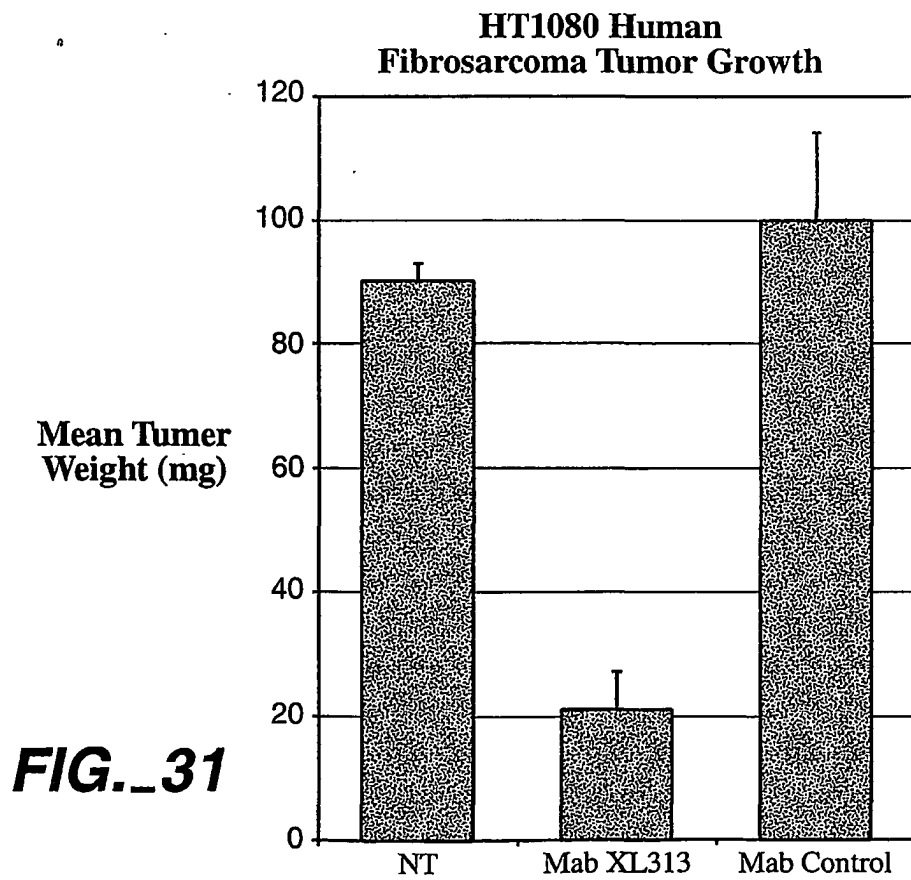 HT1080 Human
Fibrosarcoma Tumor Growth
120
100
80
60
40
20
0
Mean Tumer
Weight (mg)
NT
Mab XL313
Mab Control
FIG._31